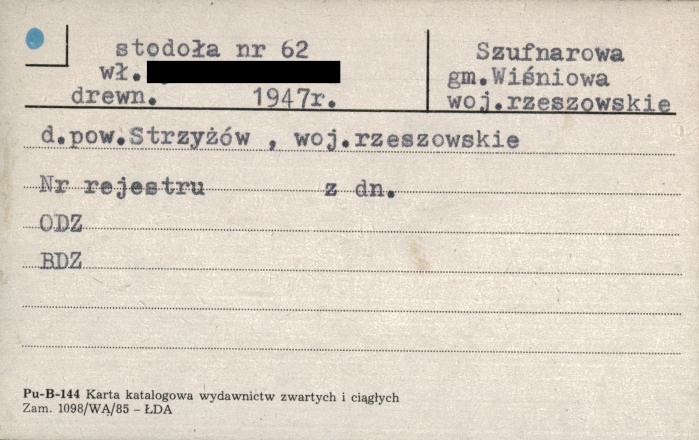 stodoła nr 62
wł.
drewn. 1947r.
Szufnarowa
gm.Wiśniowa
woj.rzeszowskie
d.pow.Strzyżów , woj.rzeszowskie
Nr rejestru z dn.
ODZ
BDZ
Pu-B-144 Karta katalogowa wydawnictw zwartych i ciągłych
Zam. 1098/WA/85 – ŁDA